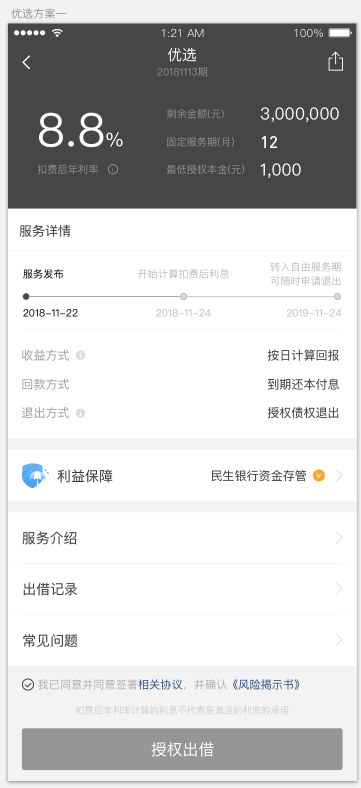 优选方案一
1:21 AM 100%
优选
20181113期
8.8%
扣费后年利率
剩余金额(元) 3,000,000
固定服务期(月) 12
最低授权本金(元) 1,000
服务详情
服务发布 开始计算扣费后利息 转入自由服务期
可随时申请退出
2018-11-22 2018-11-24 2019-11-24
收益方式 按日计算回报
回款方式 到期还本付息
退出方式 授权债权退出
利益保障 民生银行资金存管
服务介绍
出借记录
常见问题
我已同意并同意签署相关协议，并确认《风险揭示书》
扣费后年利率计算的利息不代表是激活的利息的承诺
授权出借